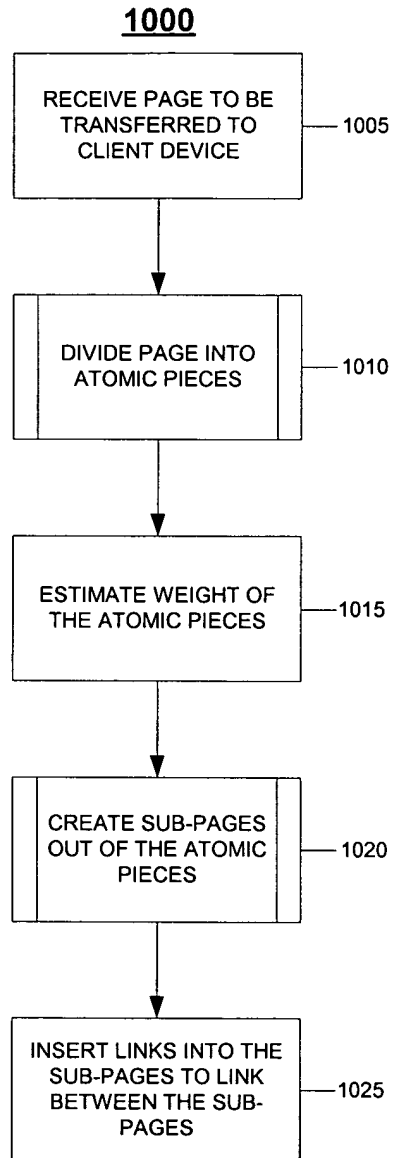 1000
RECEIVE PAGE TO BE
TRANSFERRED TO
CLIENT DEVICE
1005
DIVIDE PAGE INTO
ATOMIC PIECES
1010
ESTIMATE WEIGHT OF
THE ATOMIC PIECES
1015
CREATE SUB-PAGES
OUT OF THE ATOMIC
PIECES
1020
INSERT LINKS INTO THE
SUB-PAGES TO LINK
BETWEEN THE SUB-
PAGES
1025